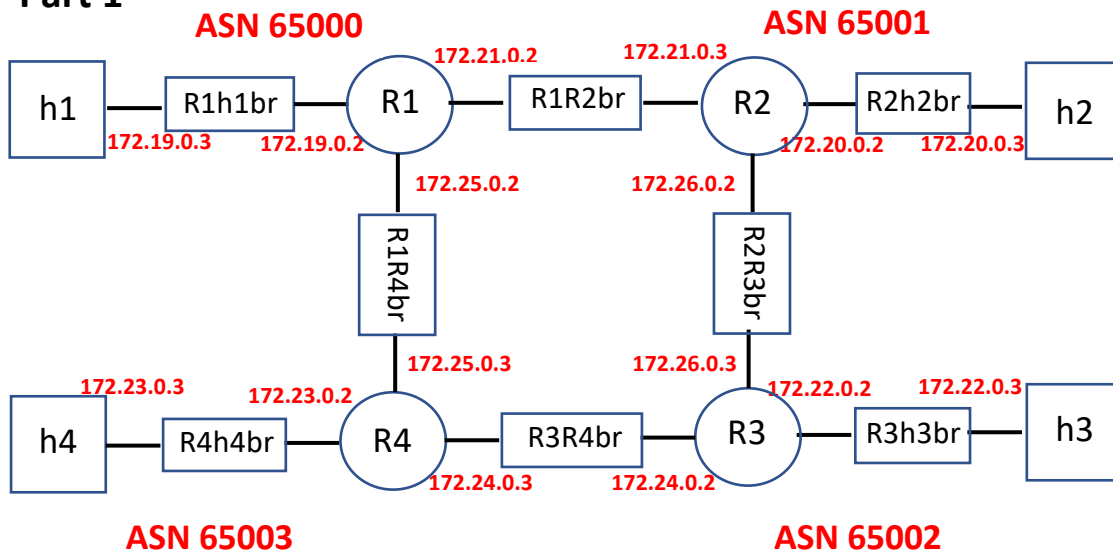 Part 1
ASN 65000
ASN 65001
172.21.0.2
172.21.0.3
h1
R1h1br
R1
R1R2br
R2
R2h2br
h2
172.19.0.3
172.19.0.2
172.20.0.2
172.20.0.3
172.25.0.2
172.26.0.2
R1R4br
R2R3br
172.25.0.3
172.26.0.3
172.23.0.3
172.23.0.2
172.22.0.2
172.22.0.3
h4
R4h4br
R4
R3R4br
R3
R3h3br
h3
172.24.0.3
172.24.0.2
ASN 65003
ASN 65002